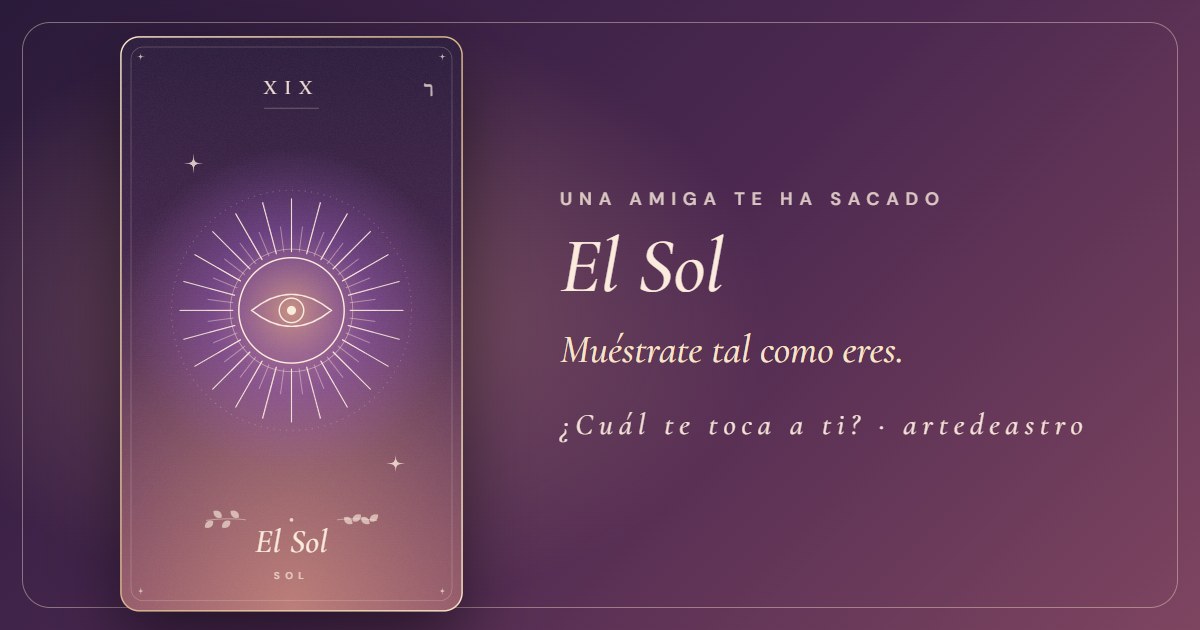 XIX
ר
El Sol
SOL
UNA AMIGA TE HA SACADO
El Sol
Muéstrate tal como eres.
¿Cuál te toca a ti? · artedeastro